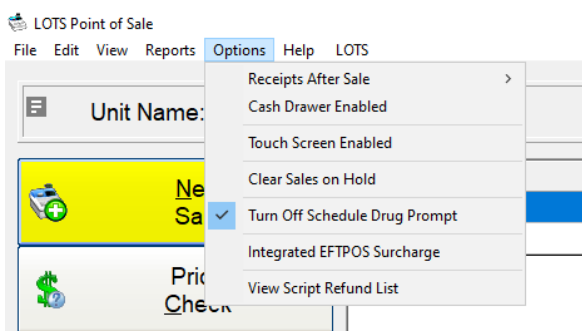 LOTS Point of Sale
File Edit View Reports Options Help LOTS
Receipts After Sale
Cash Drawer Enabled
Unit Name:
Touch Screen Enabled
Clear Sales on Hold
Ne
Sa
Turn Off Schedule Drug Prompt
Integrated EFTPOS Surcharge
Pric
Check
View Script Refund List